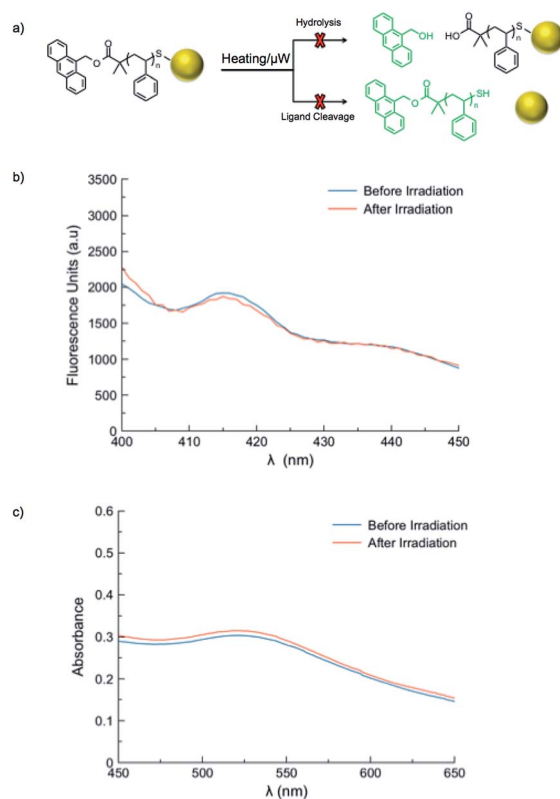 a)
Hydrolysis
OH
HO
O
n
S
O
O
n
S
Heating/µW
Ligand Cleavage
O
O
n
SH
b)
3500
3000
2500
2000
1500
1000
500
0
Fluorescence Units (a.u)
Before Irradiation
After Irradiation
400 410 420 430 440 450
λ (nm)
c)
0.6
0.5
0.4
0.3
0.2
0.1
0
Absorbance
Before Irradiation
After Irradiation
450 500 550 600 650
λ (nm)